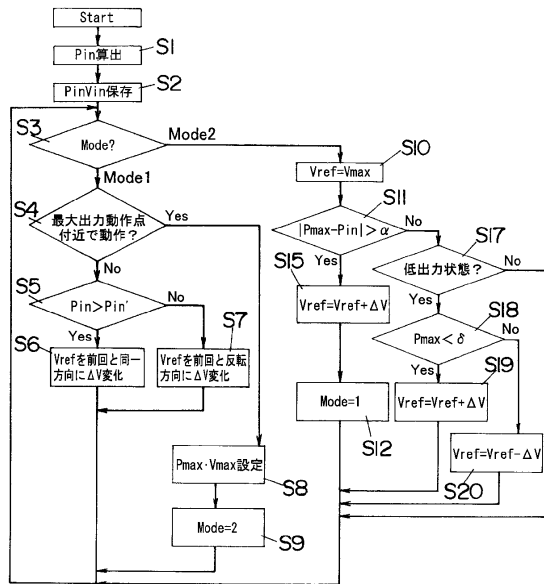 Start
S1
Pin算出
S2
PinVin保存
S3
Mode?
Mode2
S10
Vref=Vmax
Mode1
S11
S4
最大出力動作点
付近で動作？
Yes
|Pmax-Pin|>α
No
S17
No
Yes
S15
低出力状態？
No
S5
Pin>Pin'
No
S7
Vref=Vref+ΔV
Yes
S18
Yes
S6
Pmax<δ
No
Vrefを前回と同一
方向にΔV変化
Vrefを前回と反転
方向にΔV変化
Yes
S19
Mode=1
Vref=Vref+ΔV
S12
Pmax·Vmax設定
Vref=Vref-ΔV
S8
S20
Mode=2
S9